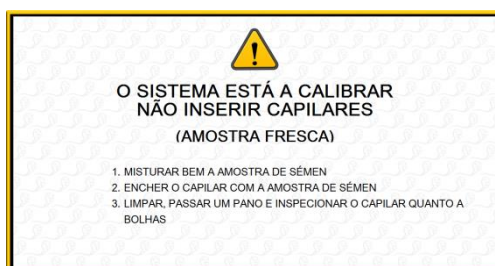 O SISTEMA ESTÁ A CALIBRAR
NÃO INSERIR CAPILARES
(AMOSTRA FRESCA)
1. MISTURAR BEM A AMOSTRA DE SÉMEN
2. ENCHER O CAPILAR COM A AMOSTRA DE SÉMEN
3. LIMPAR, PASSAR UM PANO E INSPECIONAR O CAPILAR QUANTO A
BOLHAS